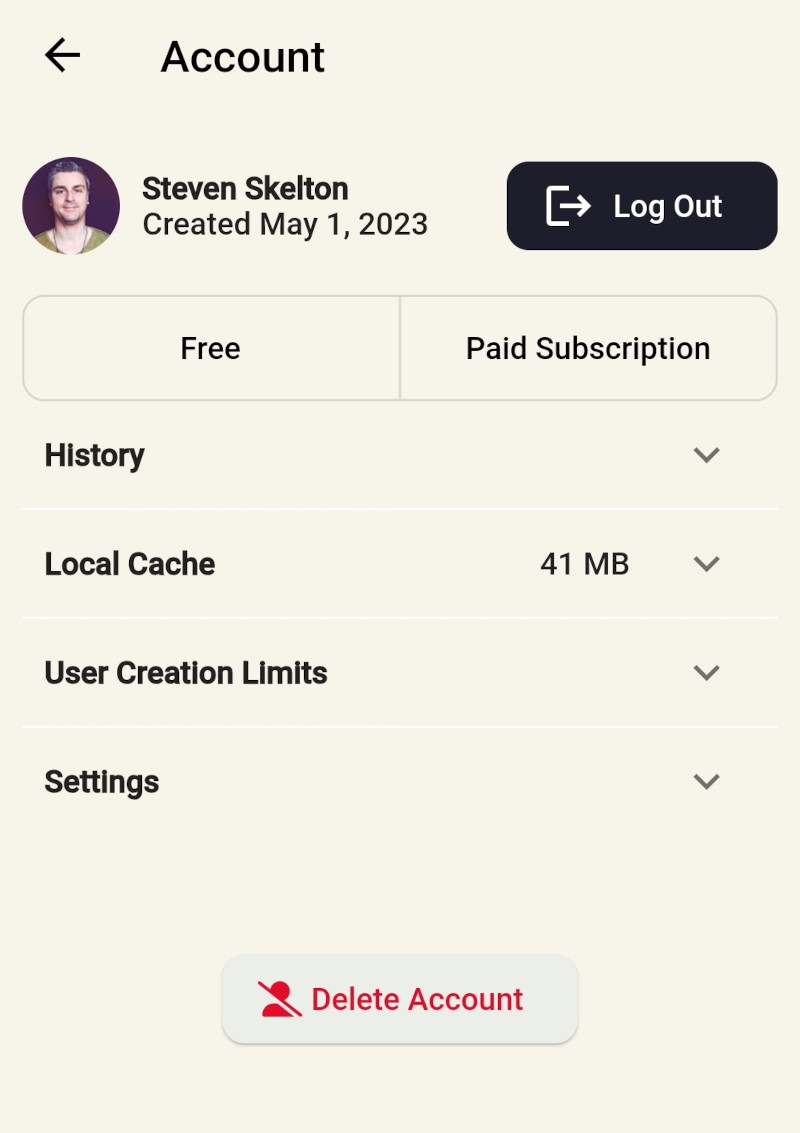 Account
Steven Skelton
Created May 1, 2023
Log Out
Free
Paid Subscription
History
Local Cache
41 MB
User Creation Limits
Settings
Delete Account